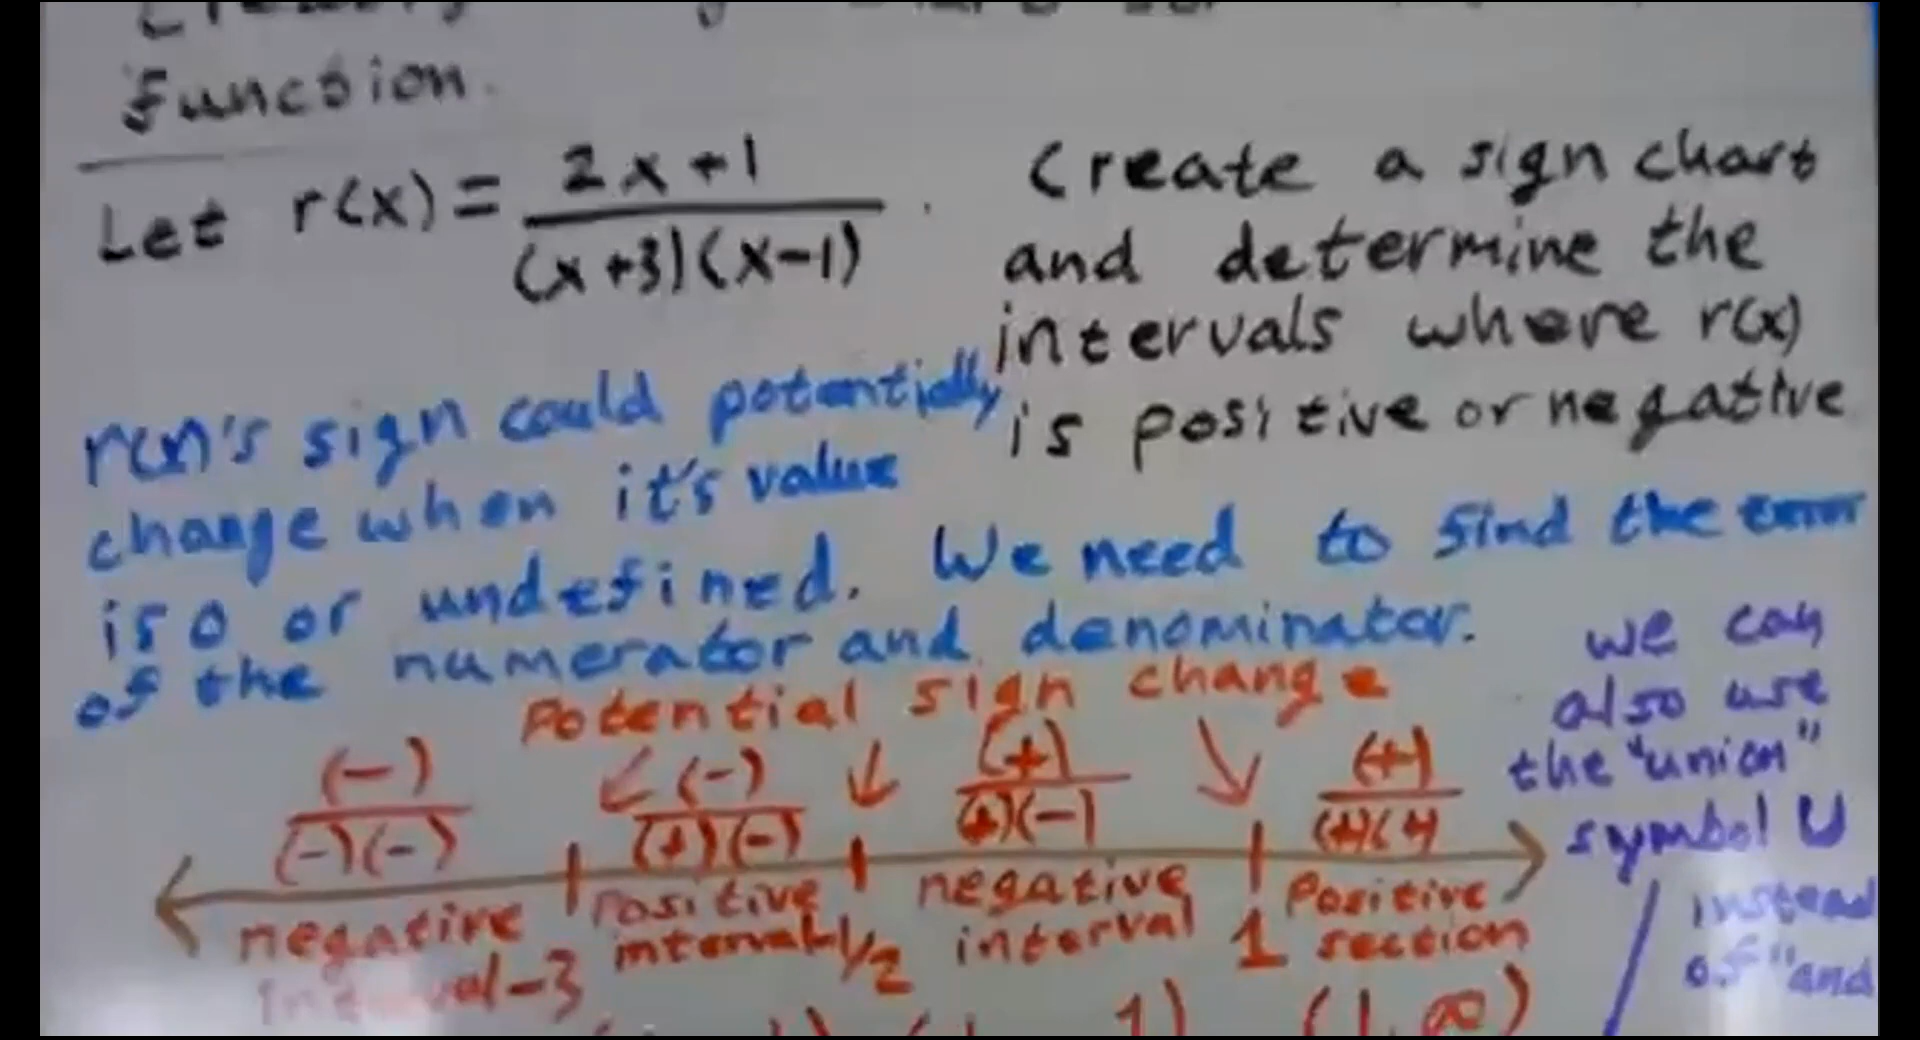 Function.
Let r(x) = 2x+1 / (x+3)(x-1) .
Create a sign chart
and determine the
intervals where r(x)
is positive or negative
r(x)'s sign could potentially
change when it's value
is 0 or undefined. We need to find the
of the numerator and denominator.
Potential sign change
(-) / (-)(-) (-) / (+)(-) (+) / (+)(-) (+) / (+)(+)
negative interval -3 positive interval -1/2 negative interval 1 positive section
1) (1, ∞)
we can
also use
the "union"
symbol U
instead
of "and